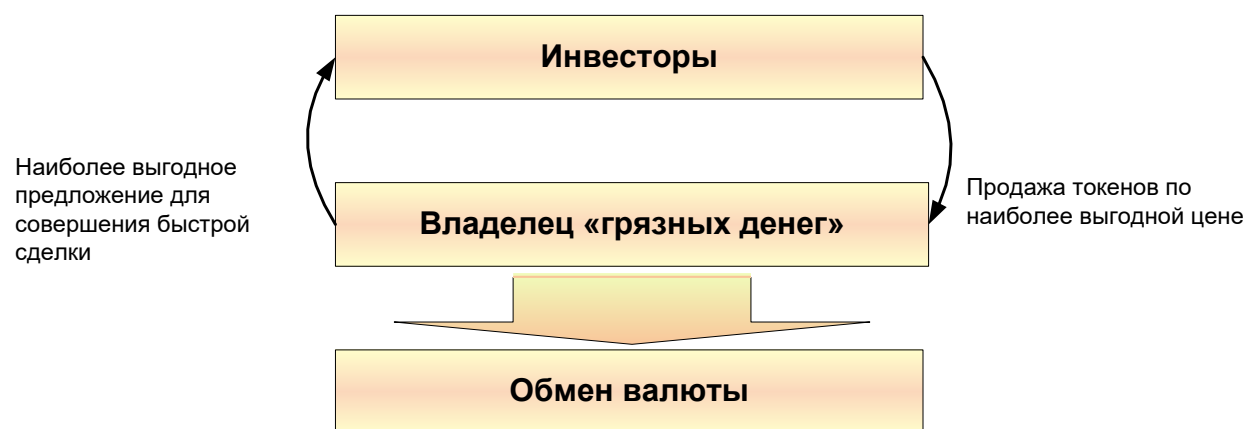 Инвесторы
Наиболее выгодное
предложение для
совершения быстрой
сделки
Владелец «грязных денег»
Продажа токенов по
наиболее выгодной цене
Обмен валюты